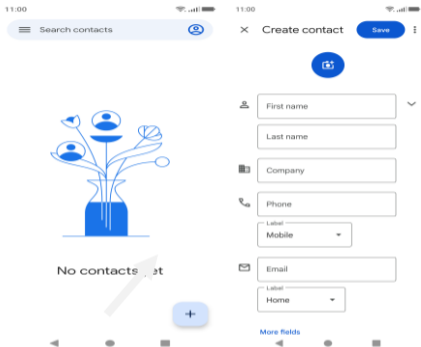 11:00
Search contacts
No contacts yet
11:00
Create contact
Save
First name
Last name
Company
Phone
Label
Mobile
Email
Label
Home
More fields